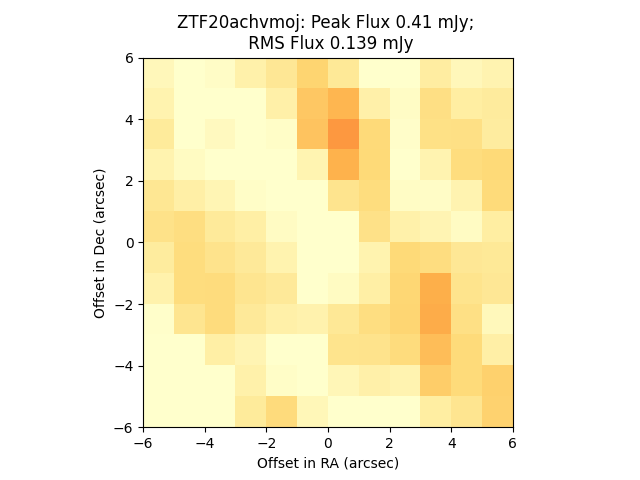 ZTF20achvmoj: Peak Flux 0.41 mJy;
RMS Flux 0.139 mJy
6
4
2
0
−2
−4
−6
Offset in Dec (arcsec)
−6 −4 −2 0 2 4 6
Offset in RA (arcsec)